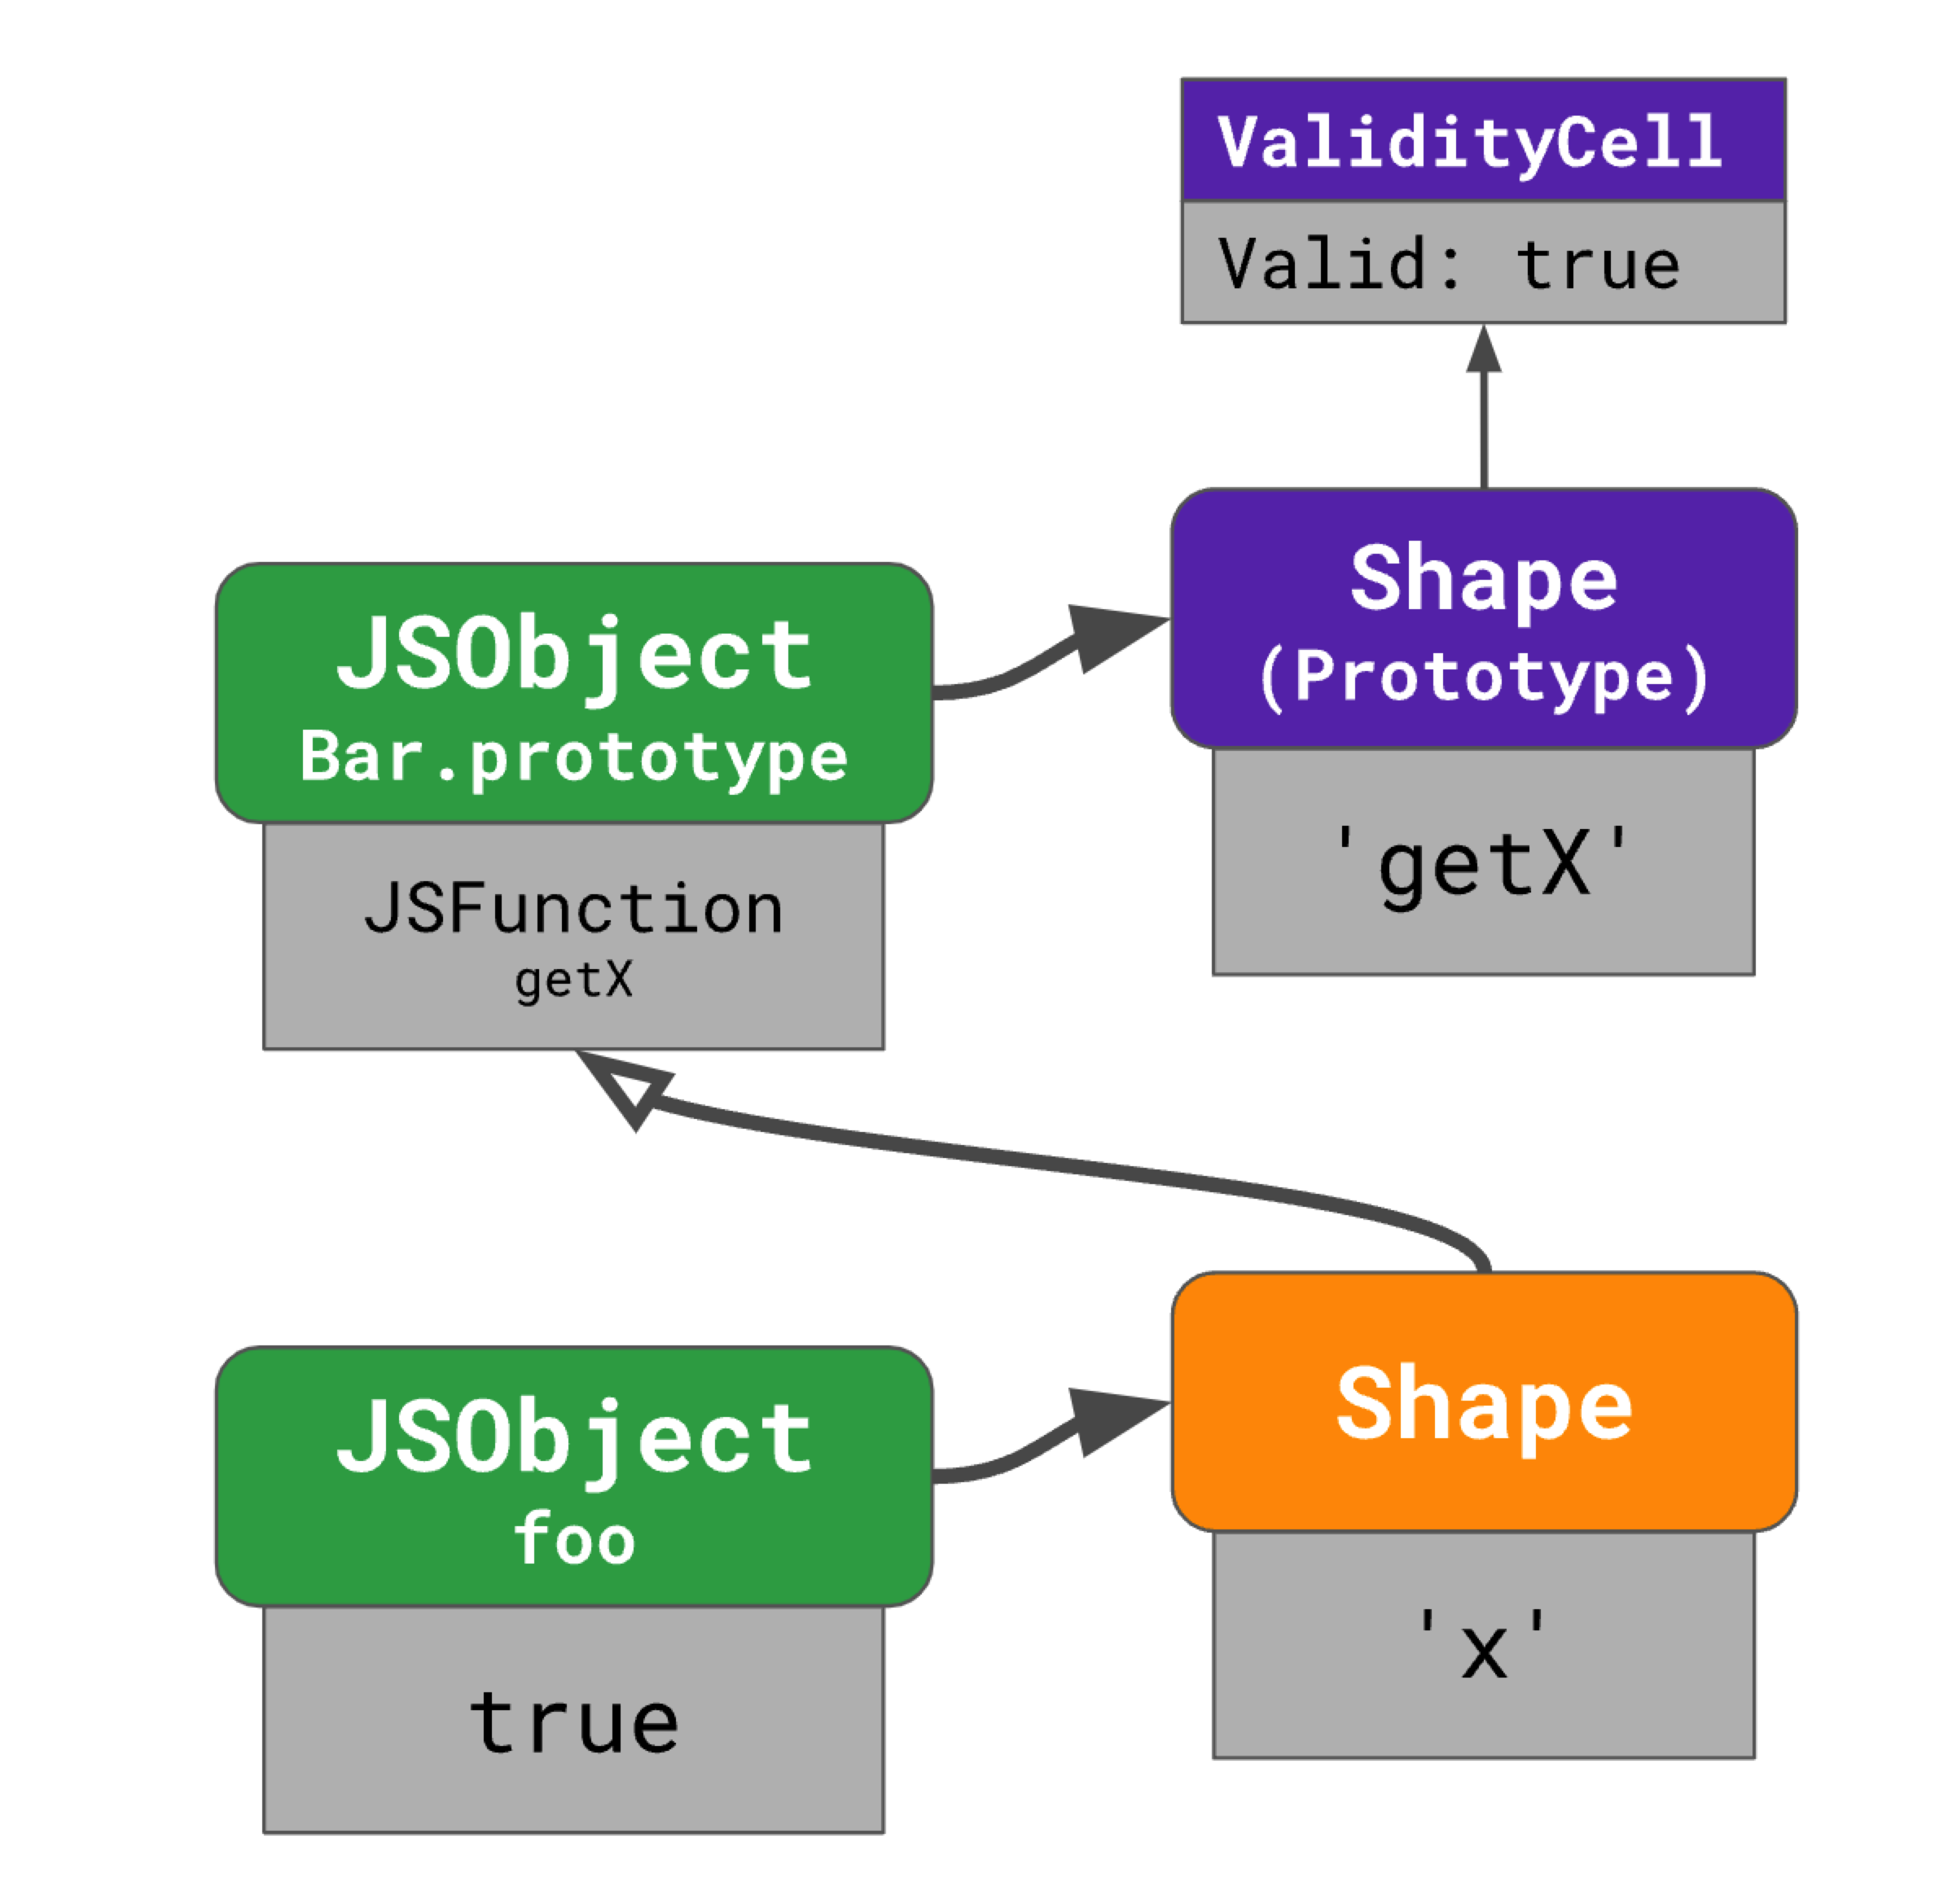 ValidityCell
Valid: true
Shape
(Prototype)
'getX'
JSObject
Bar.prototype
JSFunction
getX
Shape
'x'
JSObject
foo
true